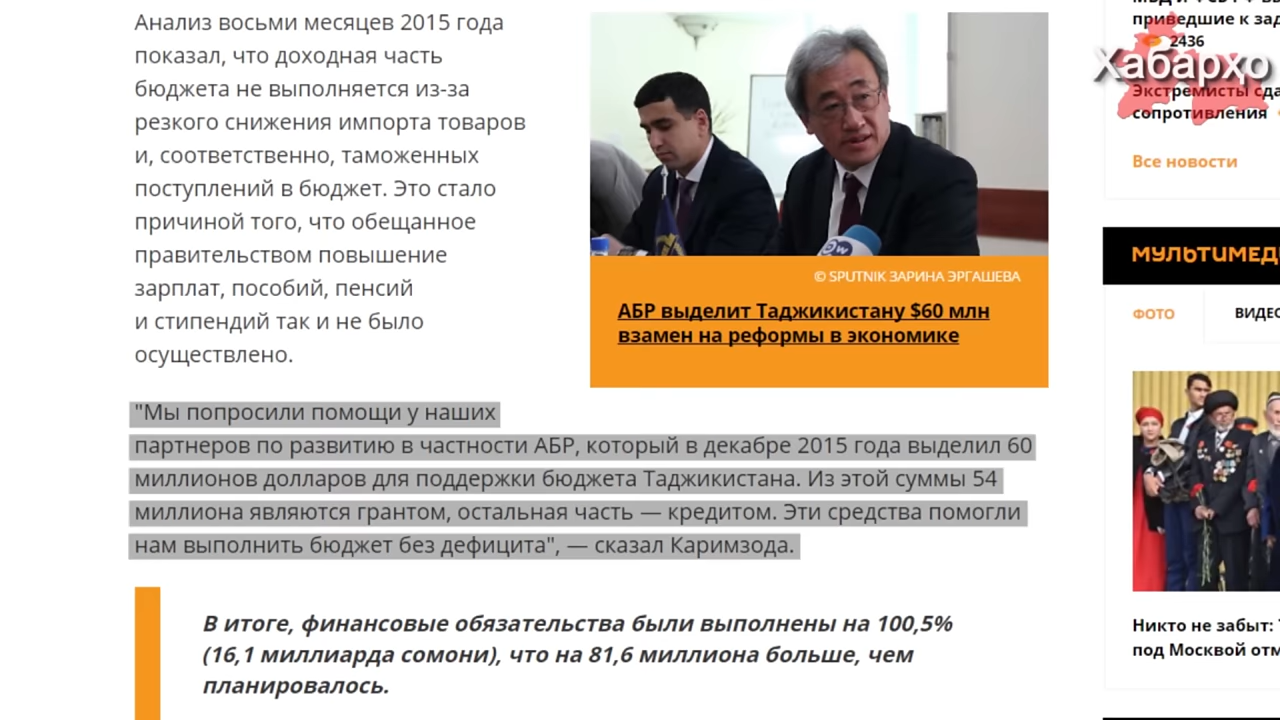 Анализ восьми месяцев 2015 года
показал, что доходная часть
бюджета не выполняется из-за
резкого снижения импорта товаров
и, соответственно, таможенных
поступлений в бюджет. Это стало
причиной того, что обещанное
правительством повышение
зарплат, пособий, пенсий
и стипендий так и не было
осуществлено.
DW
© SPUTNIK ЗАРИНА ЭРГАШЕВА
АБР выделит Таджикистану $60 млн
взамен на реформы в экономике
"Мы попросили помощи у наших
партнеров по развитию в частности АБР, который в декабре 2015 года выделил 60
миллионов долларов для поддержки бюджета Таджикистана. Из этой суммы 54
миллиона являются грантом, остальная часть — кредитом. Эти средства помогли
нам выполнить бюджет без дефицита", — сказал Каримзода.
В итоге, финансовые обязательства были выполнены на 100,5%
(16,1 миллиарда сомони), что на 81,6 миллиона больше, чем
планировалось.
приведшие к
2436
Хабарҳо
Экстремисты
сопротивления
Все новости
МУЛЬТИМЕД
ФОТО
ВИДЕО
Никто не забыт:
под Москвой